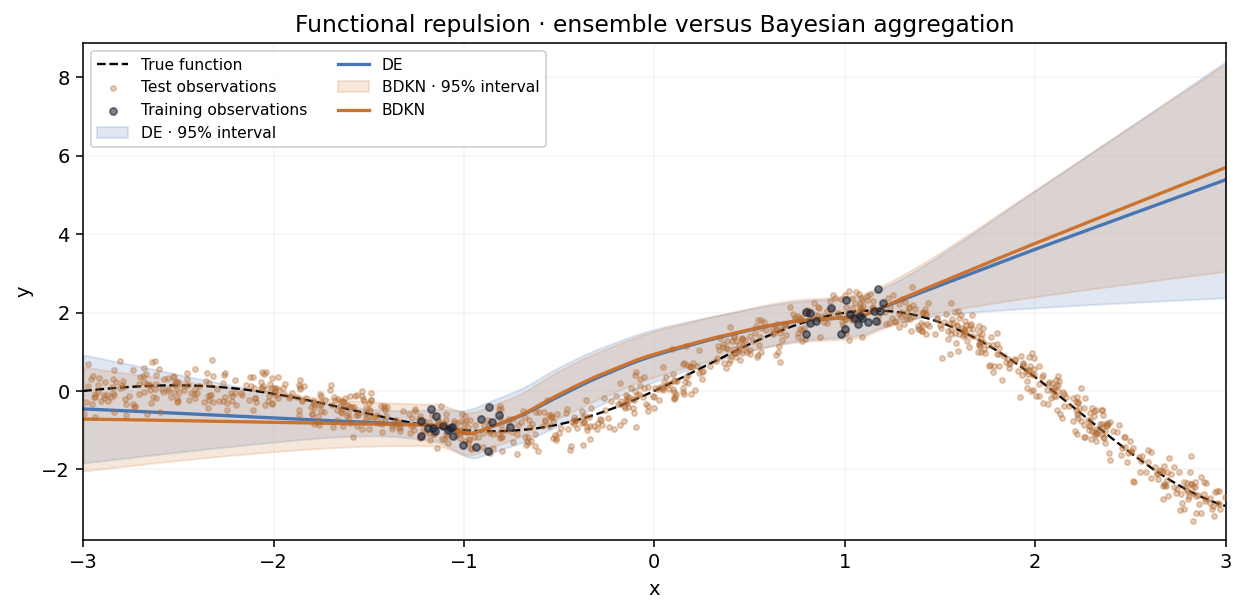 Functional repulsion · ensemble versus Bayesian aggregation
True function
Test observations
Training observations
DE · 95% interval
DE
BDKN · 95% interval
BDKN
8
6
4
2
0
−2
y
−3
−2
−1
0
1
2
3
x